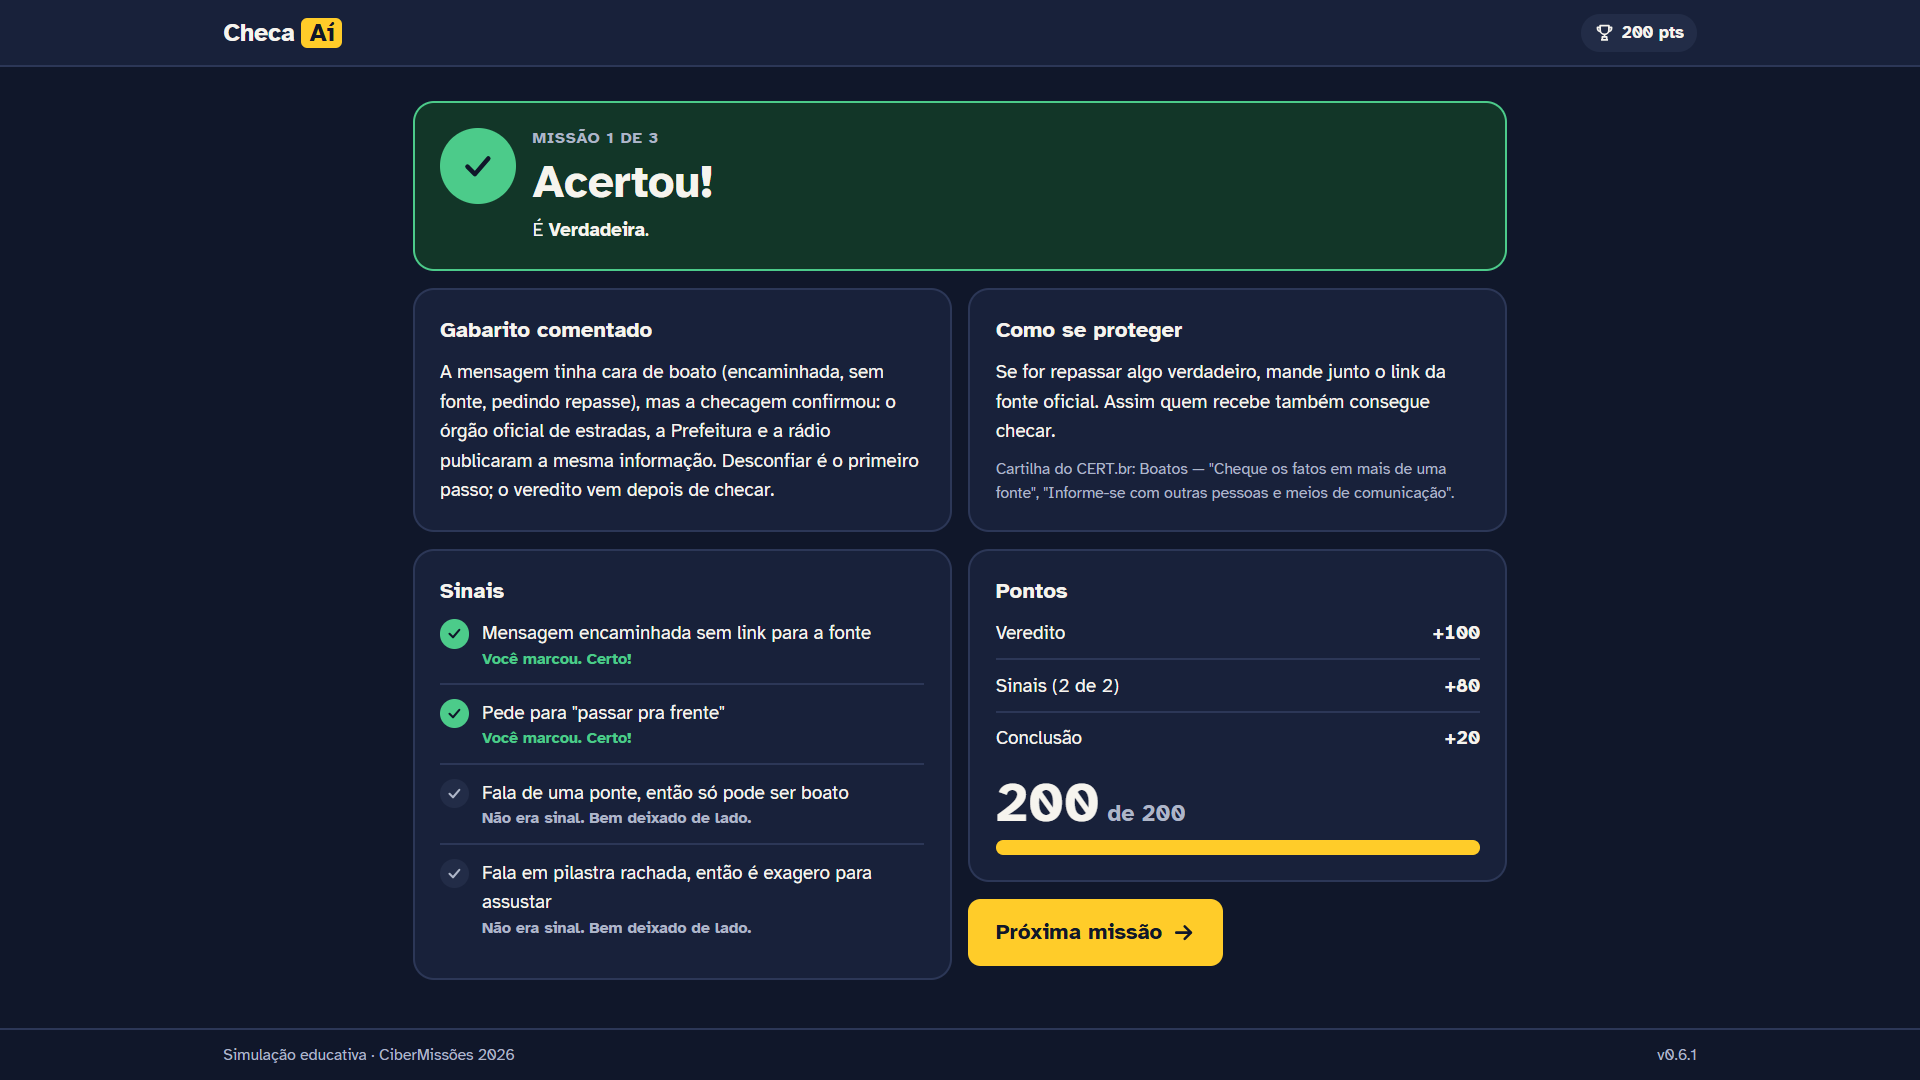 Checa Aí
200 pts
MISSÃO 1 DE 3
Acertou!
É Verdadeira.
Gabarito comentado
A mensagem tinha cara de boato (encaminhada, sem
fonte, pedindo repasse), mas a checagem confirmou: o
órgão oficial de estradas, a Prefeitura e a rádio
publicaram a mesma informação. Desconfiar é o primeiro
passo; o veredito vem depois de checar.
Como se proteger
Se for repassar algo verdadeiro, mande junto o link da
fonte oficial. Assim quem recebe também consegue
checar.
Cartilha do CERT.br: Boatos — "Cheque os fatos em mais de uma
fonte", "Informe-se com outras pessoas e meios de comunicação".
Sinais
Mensagem encaminhada sem link para a fonte
Você marcou. Certo!
Pede para "passar pra frente"
Você marcou. Certo!
Fala de uma ponte, então só pode ser boato
Não era sinal. Bem deixado de lado.
Fala em pilastra rachada, então é exagero para
assustar
Não era sinal. Bem deixado de lado.
Pontos
Veredito +100
Sinais (2 de 2) +80
Conclusão +20
200 de 200
Próxima missão
Simulação educativa · CiberMissões 2026
v0.6.1